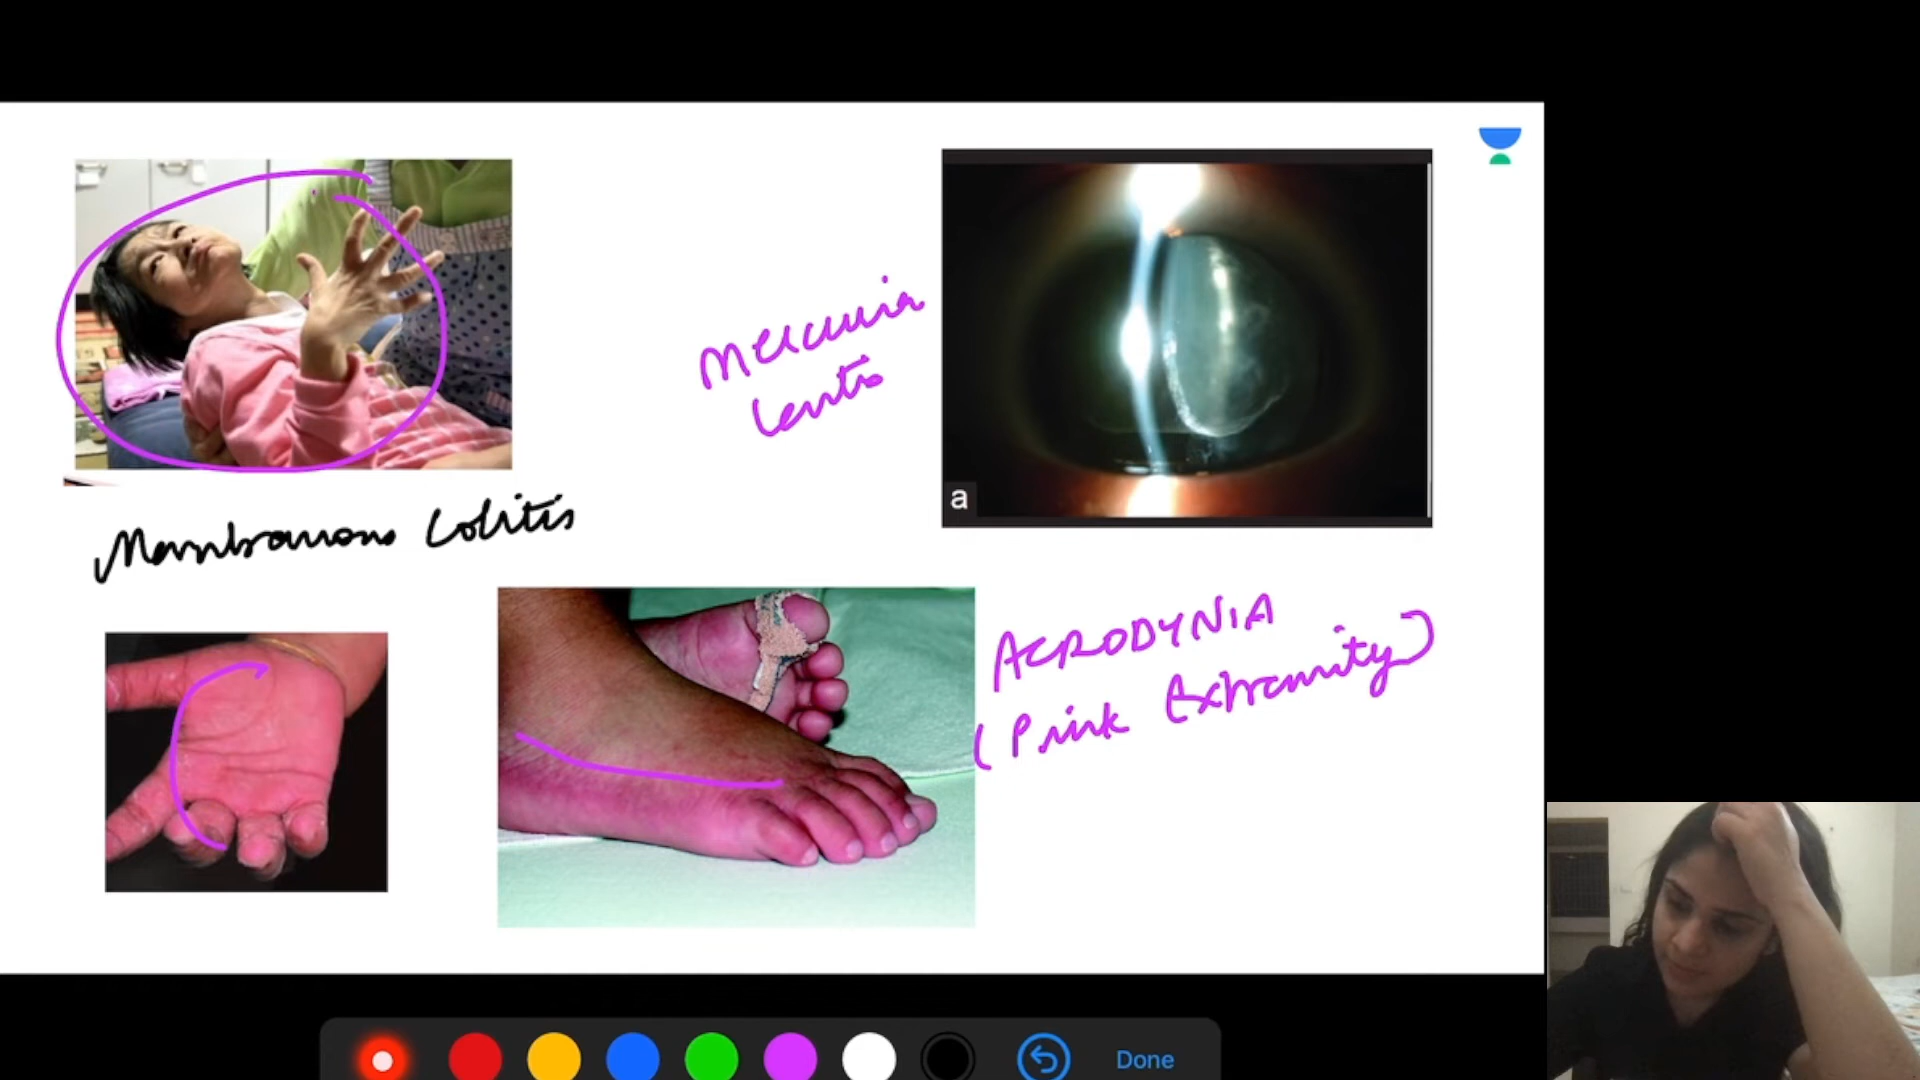 Mercuria
lentis
a
Membranous Colitis
ACRODYNIA
(Pink Extremity)
Done